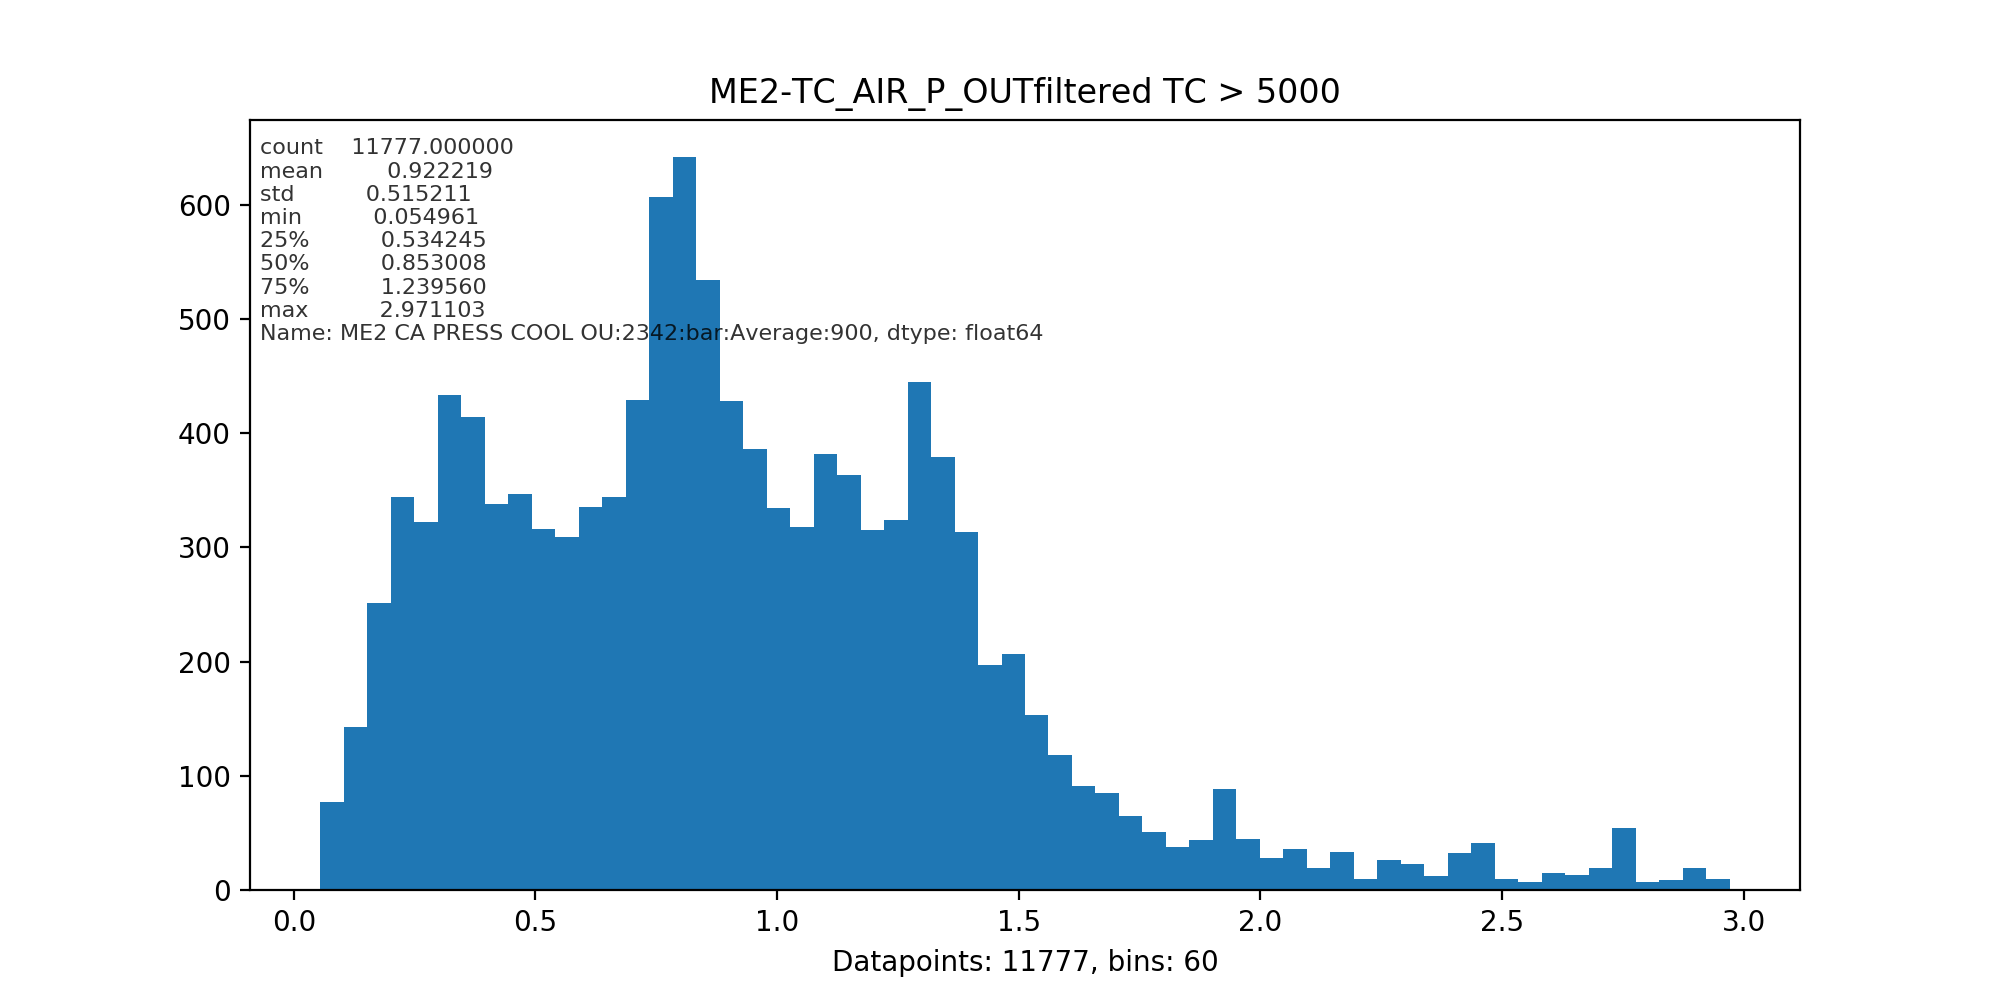 ME2-TC_AIR_P_OUTfiltered TC > 5000
count 11777.000000
mean 0.922219
std 0.515211
min 0.054961
25% 0.534245
50% 0.853008
75% 1.239560
max 2.971103
Name: ME2 CA PRESS COOL OU:2342:bar:Average:900, dtype: float64
600
500
400
300
200
100
0
0.0 0.5 1.0 1.5 2.0 2.5 3.0
Datapoints: 11777, bins: 60